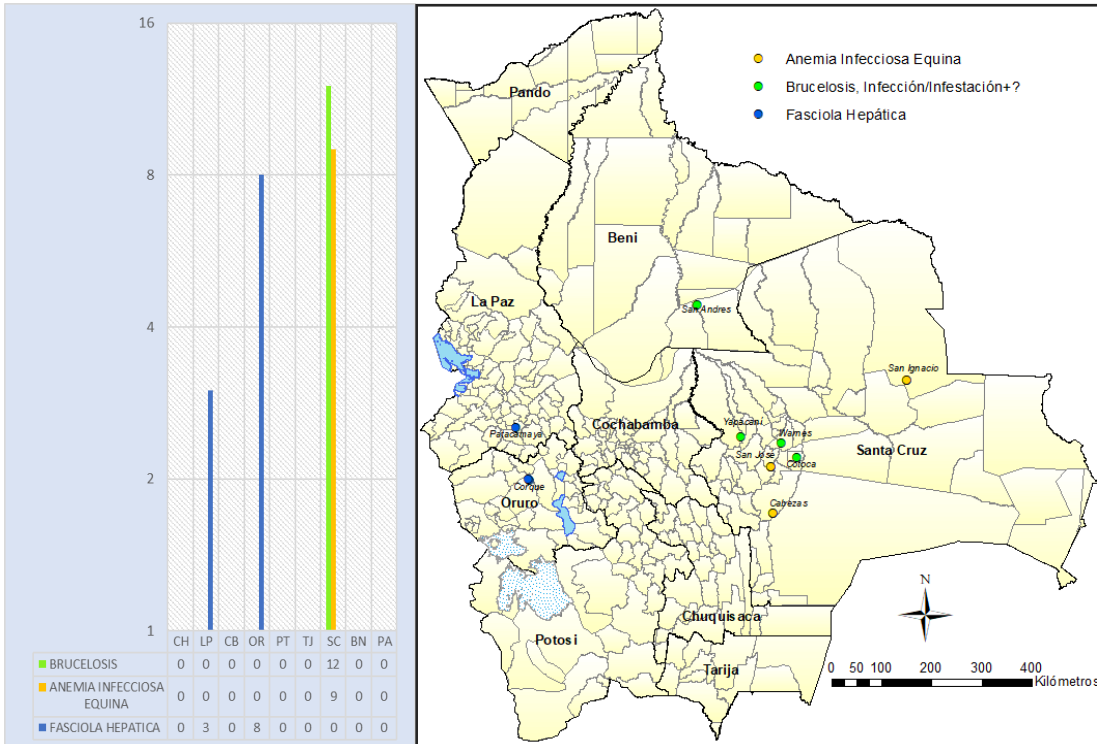 16
8
4
2
1
CH LP CB OR PT TJ SC BN PA
BRUCELOSIS 0 0 0 0 0 0 12 0 0
ANEMIA INFECCIOSA
EQUINA 0 0 0 0 0 0 9 0 0
FASCIOLA HEPATICA 0 3 0 8 0 0 0 0 0
Anemia Infecciosa Equina
Brucelosis, Infección/Infestación+?
Fasciola Hepática
Pando
Beni
La Paz
San Andres
San Ignacio
Cochabamba
Yapacani
Warnes
Patacamaya
San José
Cotoca
Santa Cruz
Corque
Oruro
Cabezas
N
Chuquisaca
Potosi
Tarija
0 50 100 200 300 400
Kilómetros